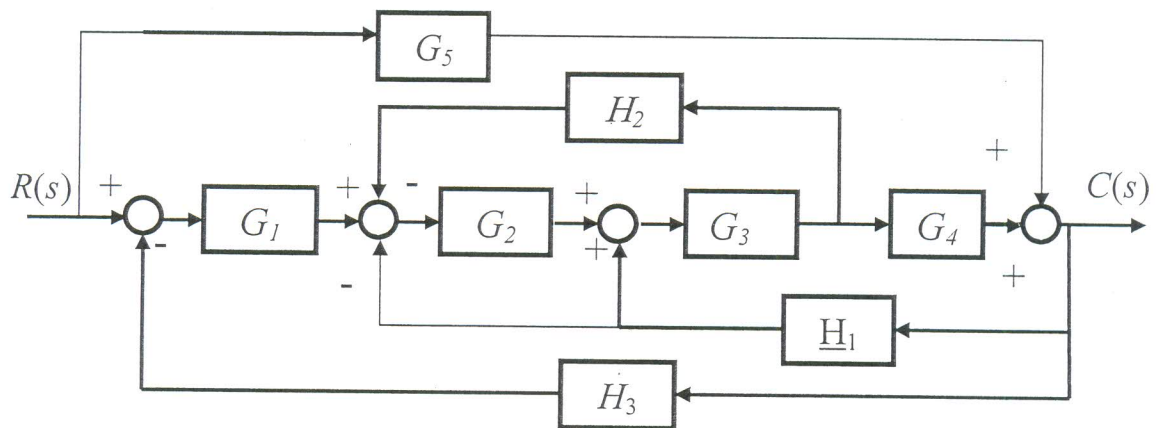 G5
H2
+
R(s) + + - + C(s)
G1 G2 G3 G4
- + +
-
H1
H3